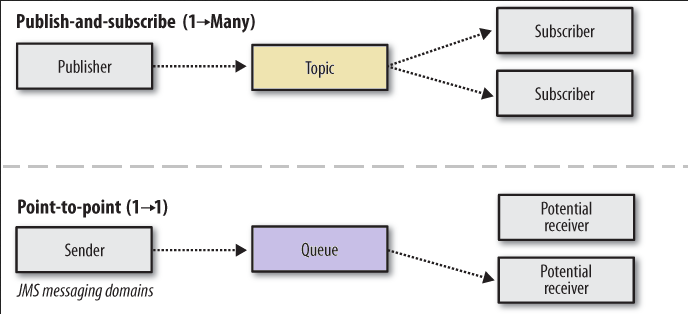 Publish-and-subscribe (1→Many)
Publisher
Topic
Subscriber
Subscriber
Point-to-point (1→1)
Sender
Queue
Potential
receiver
Potential
receiver
JMS messaging domains